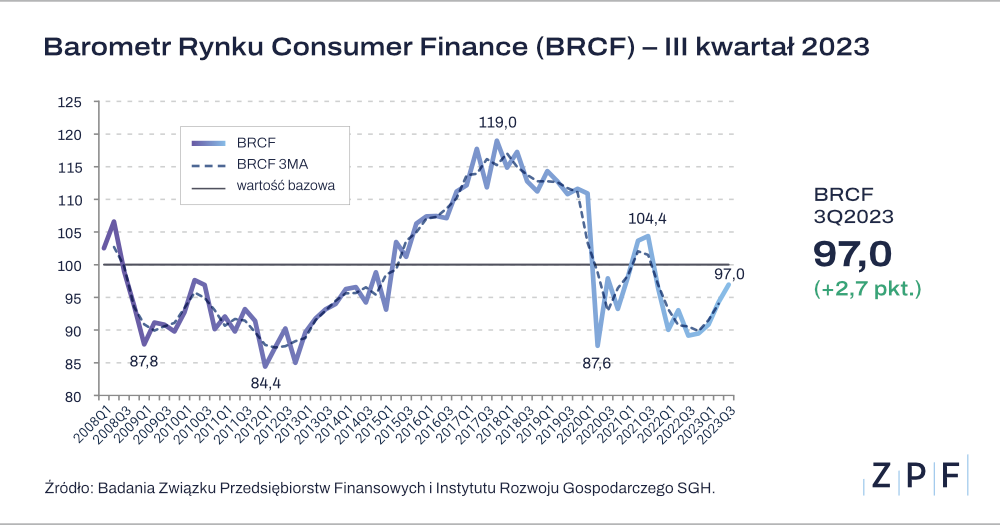 Barometr Rynku Consumer Finance (BRCF) – III kwartał 2023
125
120
115
110
105
100
95
90
85
80
BRCF
BRCF 3MA
wartość bazowa
119,0
104,4
97,0
87,8
84,4
87,6
2008Q1
2008Q3
2009Q1
2009Q3
2010Q1
2010Q3
2011Q1
2011Q3
2012Q1
2012Q3
2013Q1
2013Q3
2014Q1
2014Q3
2015Q1
2015Q3
2016Q1
2016Q3
2017Q1
2017Q3
2018Q1
2018Q3
2019Q1
2019Q3
2020Q1
2020Q3
2021Q1
2021Q3
2022Q1
2022Q3
2023Q1
2023Q3
BRCF
3Q2023
97,0
(+2,7 pkt.)
Źródło: Badania Związku Przedsiębiorstw Finansowych i Instytutu Rozwoju Gospodarczego SGH.
ZPF